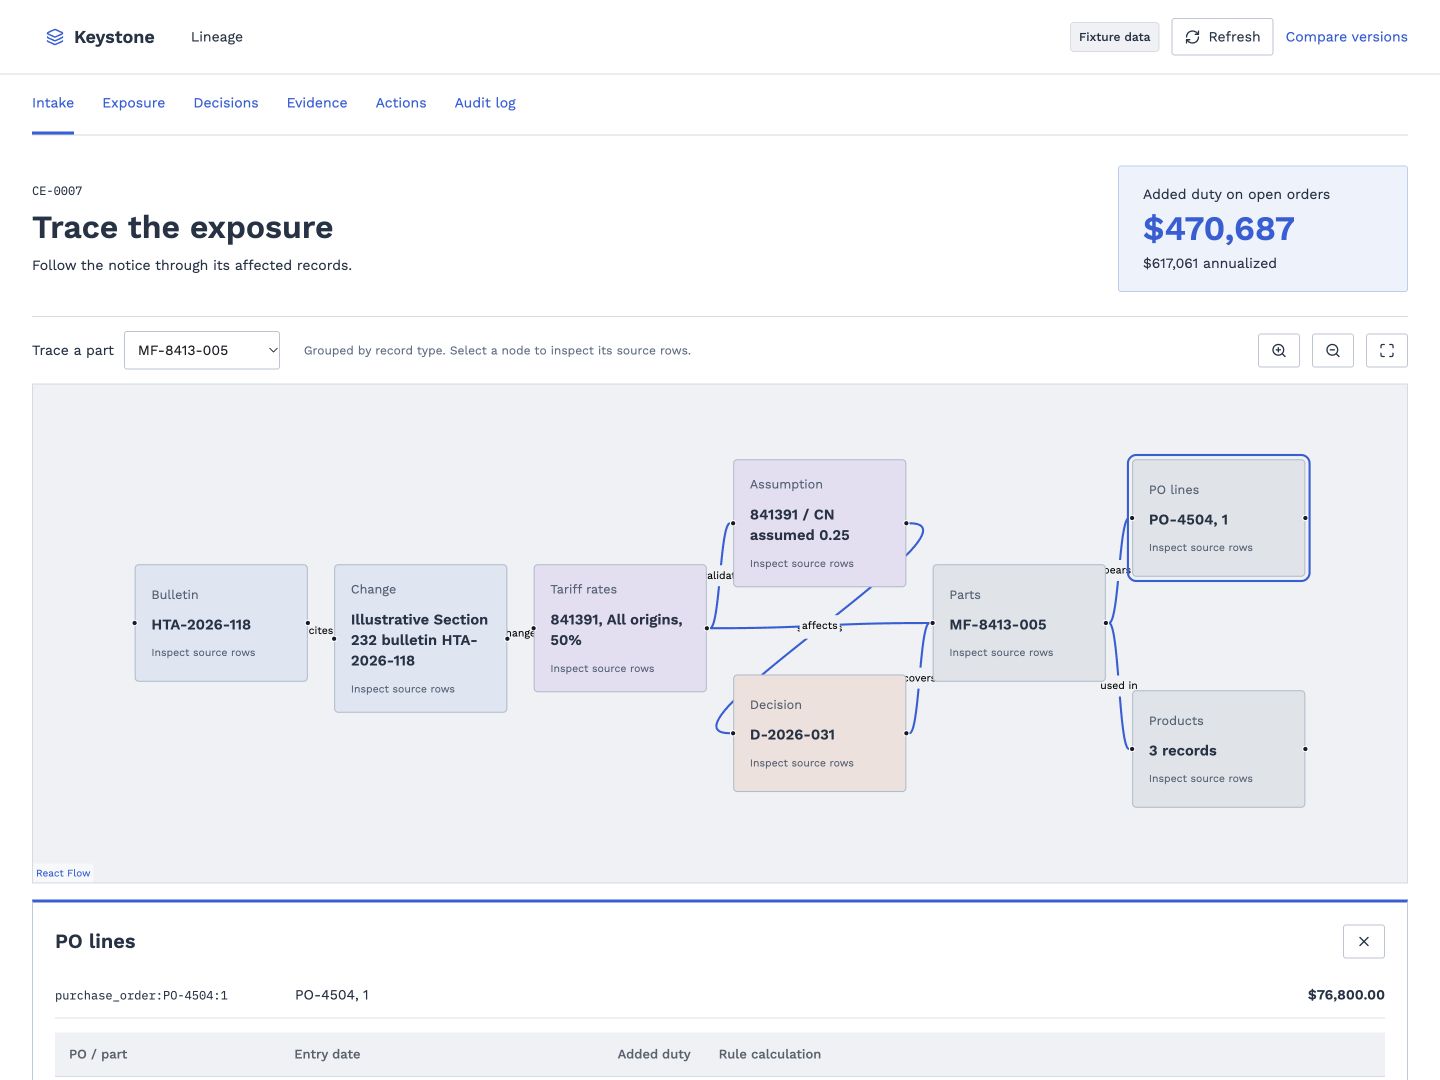 Keystone
Lineage
Fixture data
Refresh
Compare versions
Intake
Exposure
Decisions
Evidence
Actions
Audit log
CE-0007
Trace the exposure
Follow the notice through its affected records.
Added duty on open orders
$470,687
$617,061 annualized
Trace a part
MF-8413-005
Grouped by record type. Select a node to inspect its source rows.
Bulletin
HTA-2026-118
Inspect source rows
cites
Change
Illustrative Section
232 bulletin HTA-
2026-118
Inspect source rows
Tariff rates
841391, All origins,
50%
Inspect source rows
Assumption
841391 / CN
assumed 0.25
Inspect source rows
affects
Decision
D-2026-031
Inspect source rows
covers
Parts
MF-8413-005
Inspect source rows
used in
PO lines
PO-4504, 1
Inspect source rows
Products
3 records
Inspect source rows
React Flow
PO lines
purchase_order:PO-4504:1
PO-4504, 1
$76,800.00
PO / part
Entry date
Added duty
Rule calculation